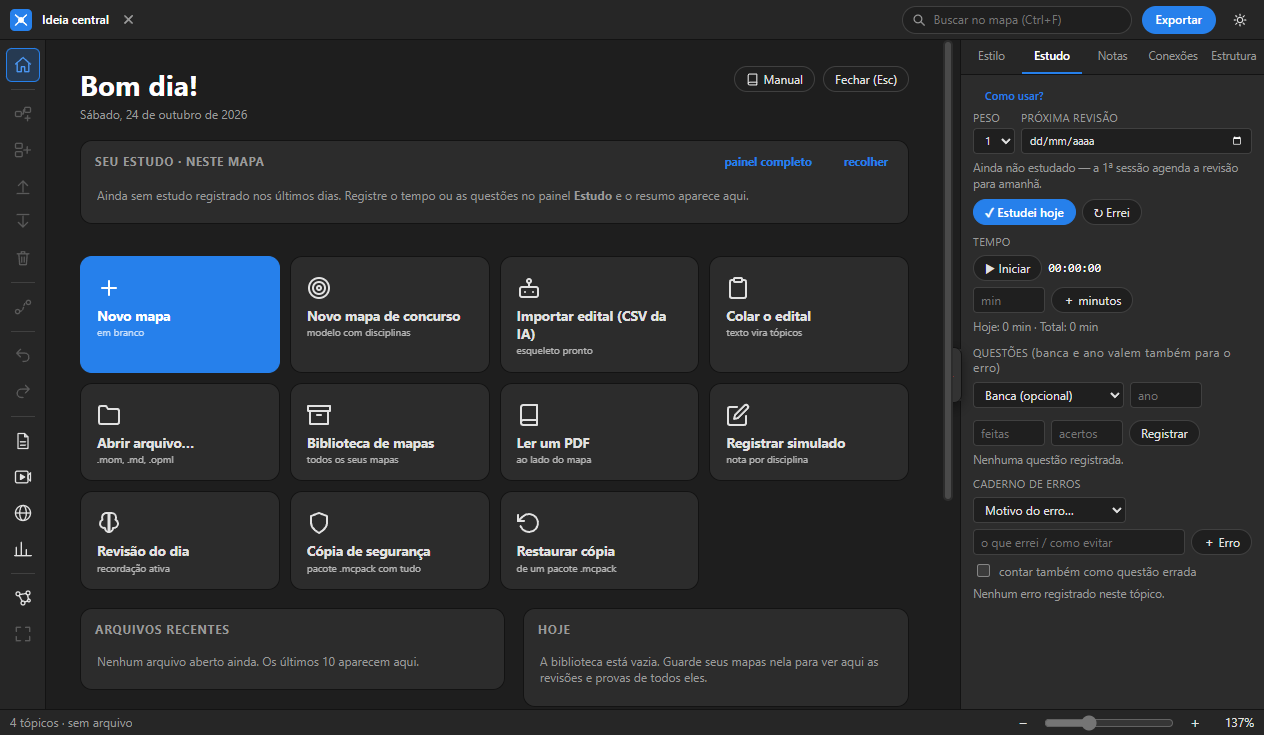 Ideia central
Buscar no mapa (Ctrl+F)
Exportar
Bom dia!
Sábado, 24 de outubro de 2026
Manual
Fechar (Esc)
SEU ESTUDO · NESTE MAPA
painel completo
recolher
Ainda sem estudo registrado nos últimos dias. Registre o tempo ou as questões no painel Estudo e o resumo aparece aqui.
Novo mapa
em branco
Novo mapa de concurso
modelo com disciplinas
Importar edital (CSV da
IA)
esqueleto pronto
Colar o edital
texto vira tópicos
Abrir arquivo...
.mom, .md, .opml
Biblioteca de mapas
todos os seus mapas
Ler um PDF
ao lado do mapa
Registrar simulado
nota por disciplina
Revisão do dia
recordação ativa
Cópia de segurança
pacote .mcpack com tudo
Restaurar cópia
de um pacote .mcpack
ARQUIVOS RECENTES
Nenhum arquivo aberto ainda. Os últimos 10 aparecem aqui.
HOJE
A biblioteca está vazia. Guarde seus mapas nela para ver aqui as
revisões e provas de todos eles.
Estilo
Estudo
Notas
Conexões
Estrutura
Como usar?
PESO
PRÓXIMA REVISÃO
1
dd/mm/aaaa
Ainda não estudado — a 1ª sessão agenda a revisão
para amanhã.
✓ Estudei hoje
↻ Errei
TEMPO
▶ Iniciar
00:00:00
min
+ minutos
Hoje: 0 min · Total: 0 min
QUESTÕES (banca e ano valem também para o
erro)
Banca (opcional)
ano
feitas
acertos
Registrar
Nenhuma questão registrada.
CADERNO DE ERROS
Motivo do erro...
o que errei / como evitar
+ Erro
contar também como questão errada
Nenhum erro registrado neste tópico.
4 tópicos · sem arquivo
−
+
137%